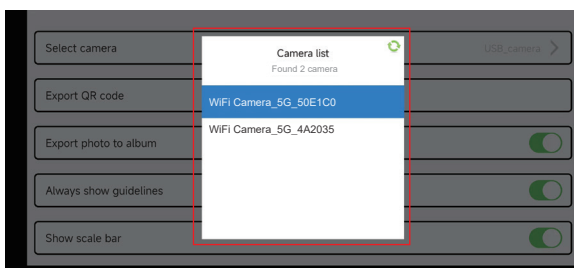 Select camera
USB_camera
Camera list
Found 2 camera
Export QR code
WiFi Camera_5G_50E1C0
WiFi Camera_5G_4A2035
Export photo to album
Always show guidelines
Show scale bar